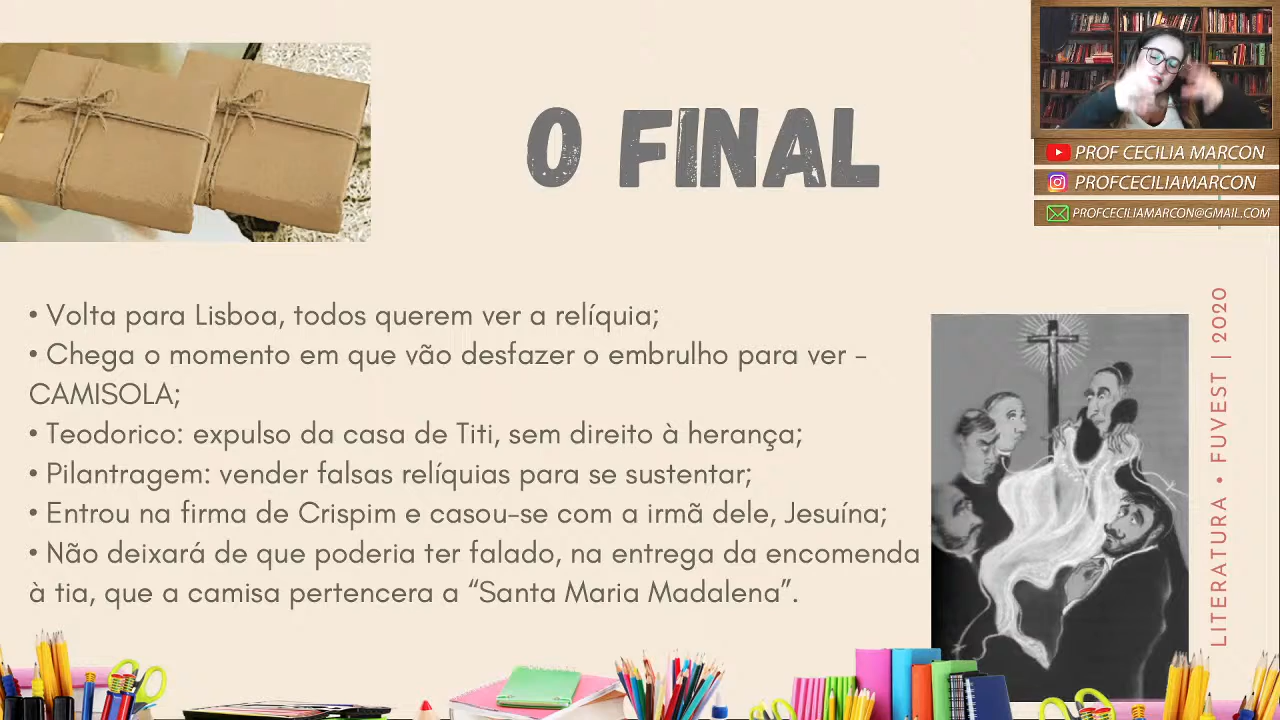 O FINAL
PROF CECILIA MARCON
PROFCECILIAMARCON
PROFCECILIAMARCON@GMAIL.COM
• Volta para Lisboa, todos querem ver a relíquia;
• Chega o momento em que vão desfazer o embrulho para ver -
CAMISOLA;
• Teodorico: expulso da casa de Titi, sem direito à herança;
• Pilantragem: vender falsas relíquias para se sustentar;
• Entrou na firma de Crispim e casou-se com a irmã dele, Jesuína;
• Não deixará de que poderia ter falado, na entrega da encomenda
à tia, que a camisa pertencera a “Santa Maria Madalena”.
LITERATURA • FUVEST | 2020